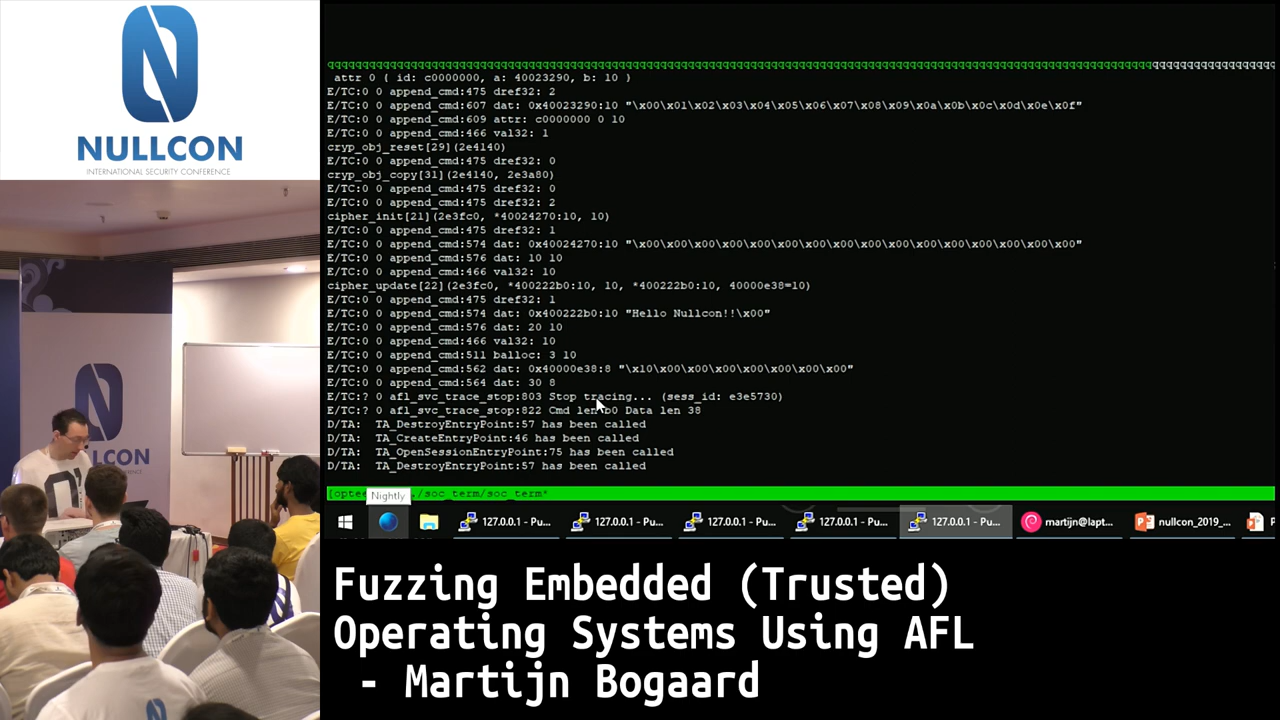 NULLCON
INTERNATIONAL SECURITY CONFERENCE
attr 0 { id: c0000000, a: 40023290, b: 10 }
E/TC:0 0 append_cmd:475 dref32: 2
E/TC:0 0 append_cmd:607 dat: 0x40023290:10 "\x00\x01\x02\x03\x04\x05\x06\x07\x08\x09\x0a\x0b\x0c\x0d\x0e\x0f"
E/TC:0 0 append_cmd:609 attr: c0000000 0 10
E/TC:0 0 append_cmd:466 val32: 1
cryp_obj_reset[29](2e4140)
E/TC:0 0 append_cmd:475 dref32: 0
cryp_obj_copy[31](2e4140, 2e3a80)
E/TC:0 0 append_cmd:475 dref32: 0
E/TC:0 0 append_cmd:475 dref32: 2
cipher_init[21](2e3fc0, *40024270:10, 10)
E/TC:0 0 append_cmd:475 dref32: 1
E/TC:0 0 append_cmd:574 dat: 0x40024270:10 "\x00\x00\x00\x00\x00\x00\x00\x00\x00\x00\x00\x00\x00\x00\x00\x00"
E/TC:0 0 append_cmd:576 dat: 10 10
E/TC:0 0 append_cmd:466 val32: 10
cipher_update[22](2e3fc0, *400222b0:10, 10, *400222b0:10, 40000e38=10)
E/TC:0 0 append_cmd:475 dref32: 1
E/TC:0 0 append_cmd:574 dat: 0x400222b0:10 "Hello Nullcon!!\x00"
E/TC:0 0 append_cmd:576 dat: 20 10
E/TC:0 0 append_cmd:466 val32: 10
E/TC:0 0 append_cmd:511 balloc: 3 10
E/TC:0 0 append_cmd:562 dat: 0x40000e38:8 "\x10\x00\x00\x00\x00\x00\x00\x00"
E/TC:0 0 append_cmd:564 dat: 30 8
E/TC:? 0 afl_svc_trace_stop:803 Stop tracing... (sess_id: e3e5730)
E/TC:? 0 afl_svc_trace_stop:822 Cmd len b0 Data len 38
D/TA: TA_DestroyEntryPoint:57 has been called
D/TA: TA_CreateEntryPoint:46 has been called
D/TA: TA_OpenSessionEntryPoint:75 has been called
D/TA: TA_DestroyEntryPoint:57 has been called
[optee ./soc_term/soc_term*
Nightly
127.0.0.1 - Pu... 127.0.0.1 - Pu... 127.0.0.1 - Pu... 127.0.0.1 - Pu... 127.0.0.1 - Pu... martijn@lapt... nullcon_2019_...
LCON
Fuzzing Embedded (Trusted)
Operating Systems Using AFL
- Martijn Bogaard